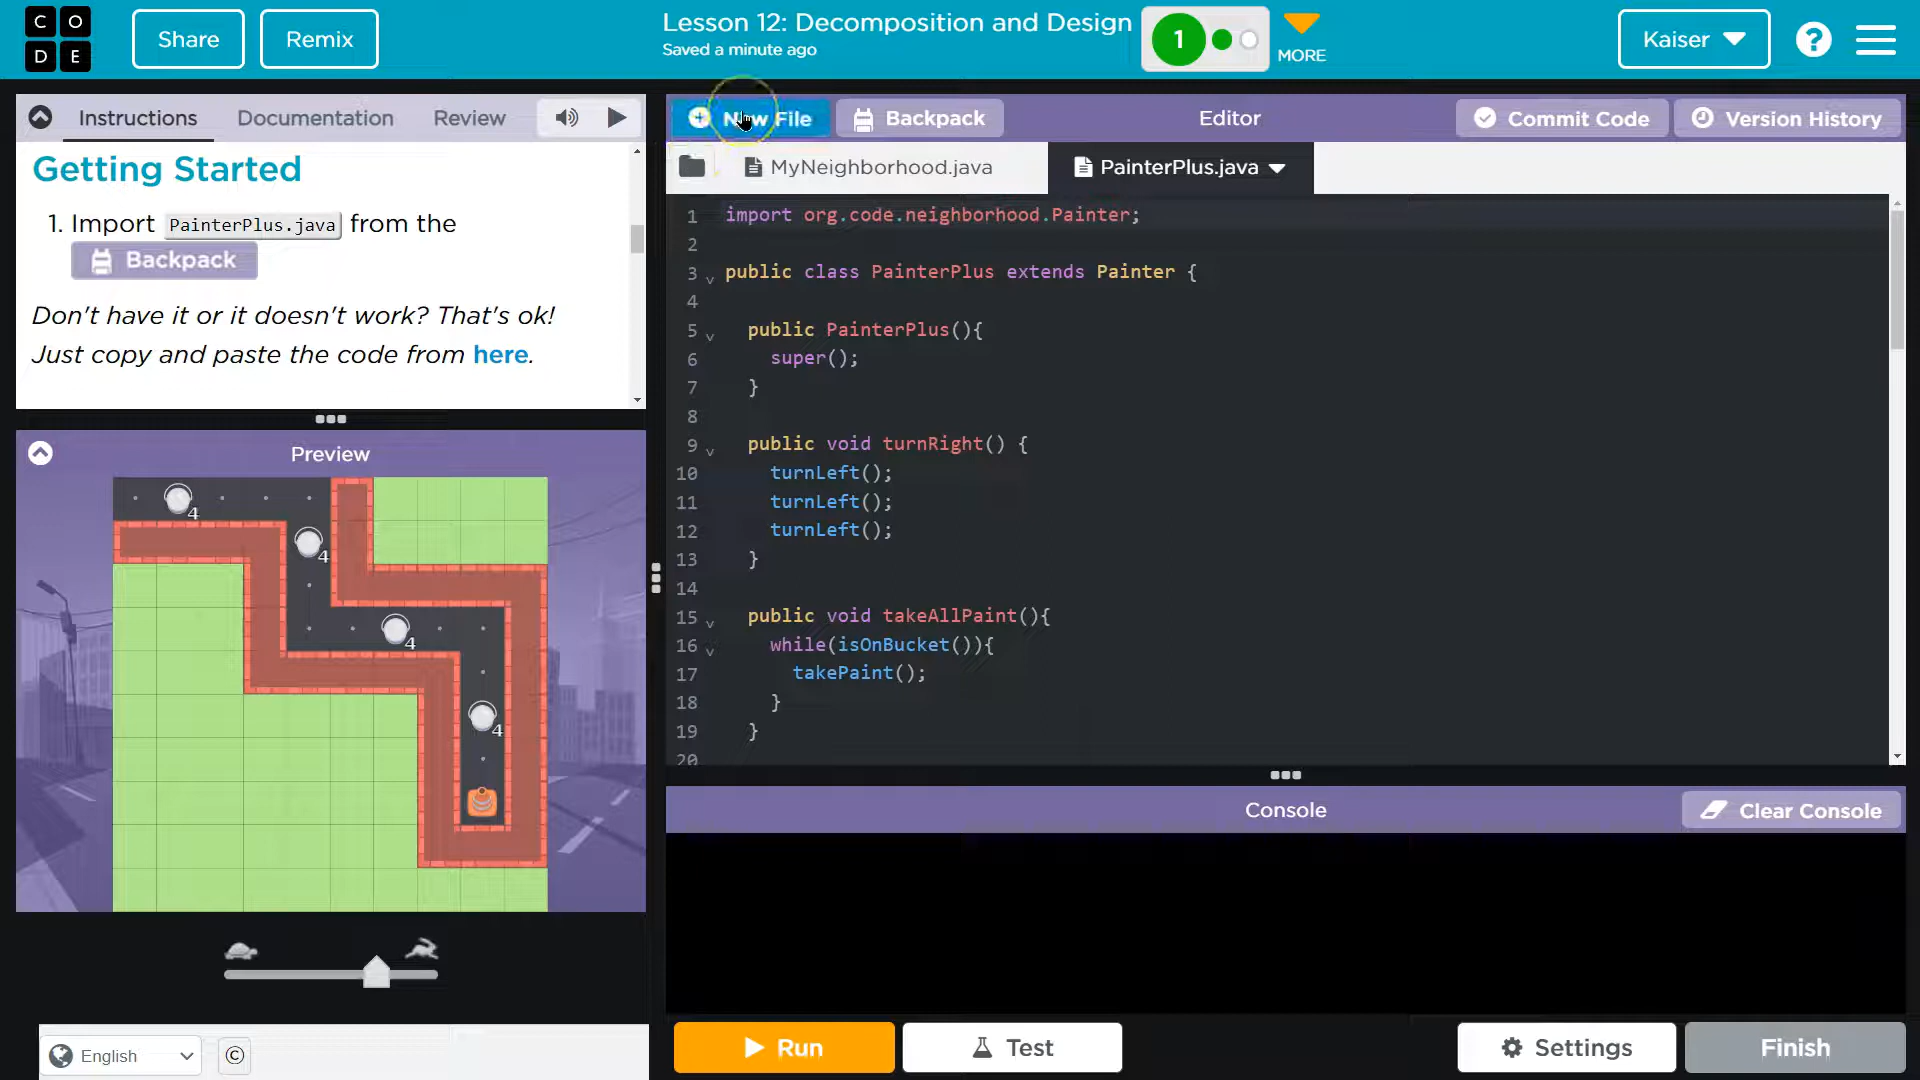 C O
D E
Share
Remix
Lesson 12: Decomposition and Design
Saved a minute ago
1
MORE
Kaiser
?
Instructions
Documentation
Review
New File
Backpack
Editor
Commit Code
Version History
Getting Started
1. Import PainterPlus.java from the
Backpack
Don't have it or it doesn't work? That's ok!
Just copy and paste the code from here.
MyNeighborhood.java
PainterPlus.java
1 import org.code.neighborhood.Painter;
2
3 public class PainterPlus extends Painter {
4
5 public PainterPlus(){
6 super();
7 }
8
9 public void turnRight() {
10 turnLeft();
11 turnLeft();
12 turnLeft();
13 }
14
15 public void takeAllPaint(){
16 while(isOnBucket()){
17 takePaint();
18 }
19 }
20
Preview
4
4
4
4
Console
Clear Console
English
©
Run
Test
Settings
Finish